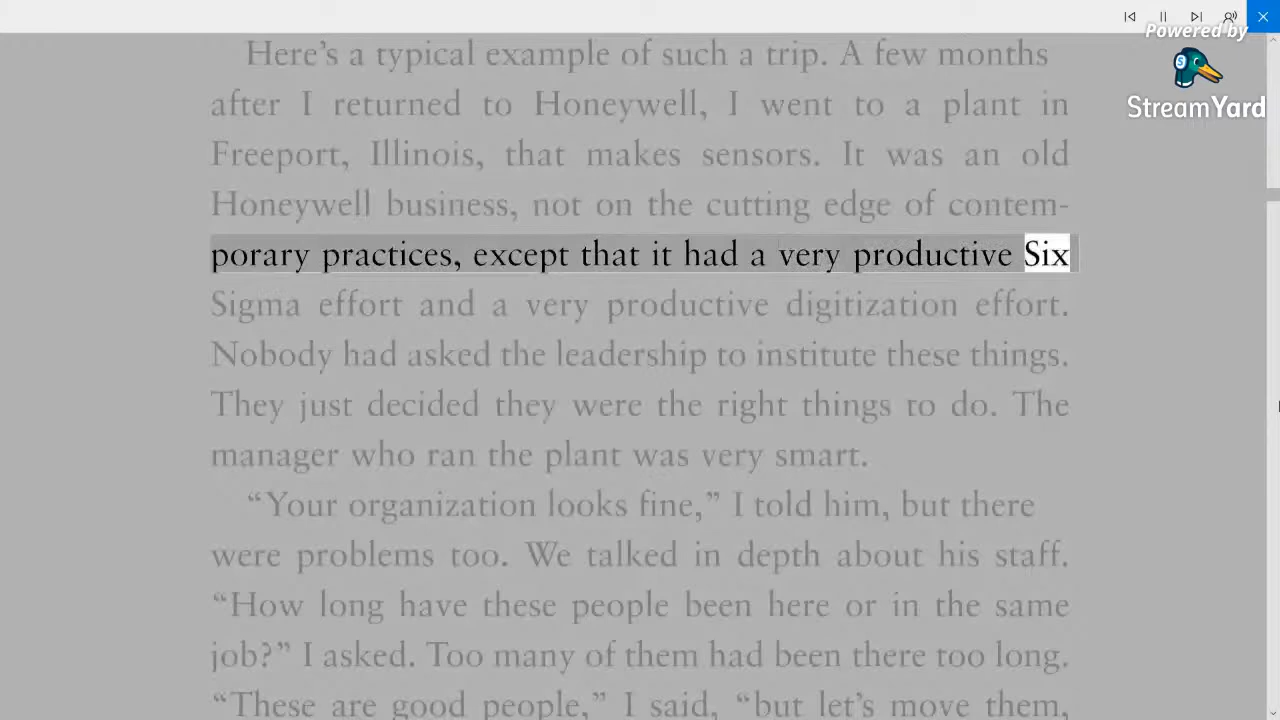 Powered by
StreamYard
Here's a typical example of such a trip. A few months
after I returned to Honeywell, I went to a plant in
Freeport, Illinois, that makes sensors. It was an old
Honeywell business, not on the cutting edge of contem-
porary practices, except that it had a very productive Six
Sigma effort and a very productive digitization effort.
Nobody had asked the leadership to institute these things.
They just decided they were the right things to do. The
manager who ran the plant was very smart.
“Your organization looks fine,” I told him, but there
were problems too. We talked in depth about his staff.
“How long have these people been here or in the same
job?” I asked. Too many of them had been there too long.
“These are good people,” I said, “but let's move them,